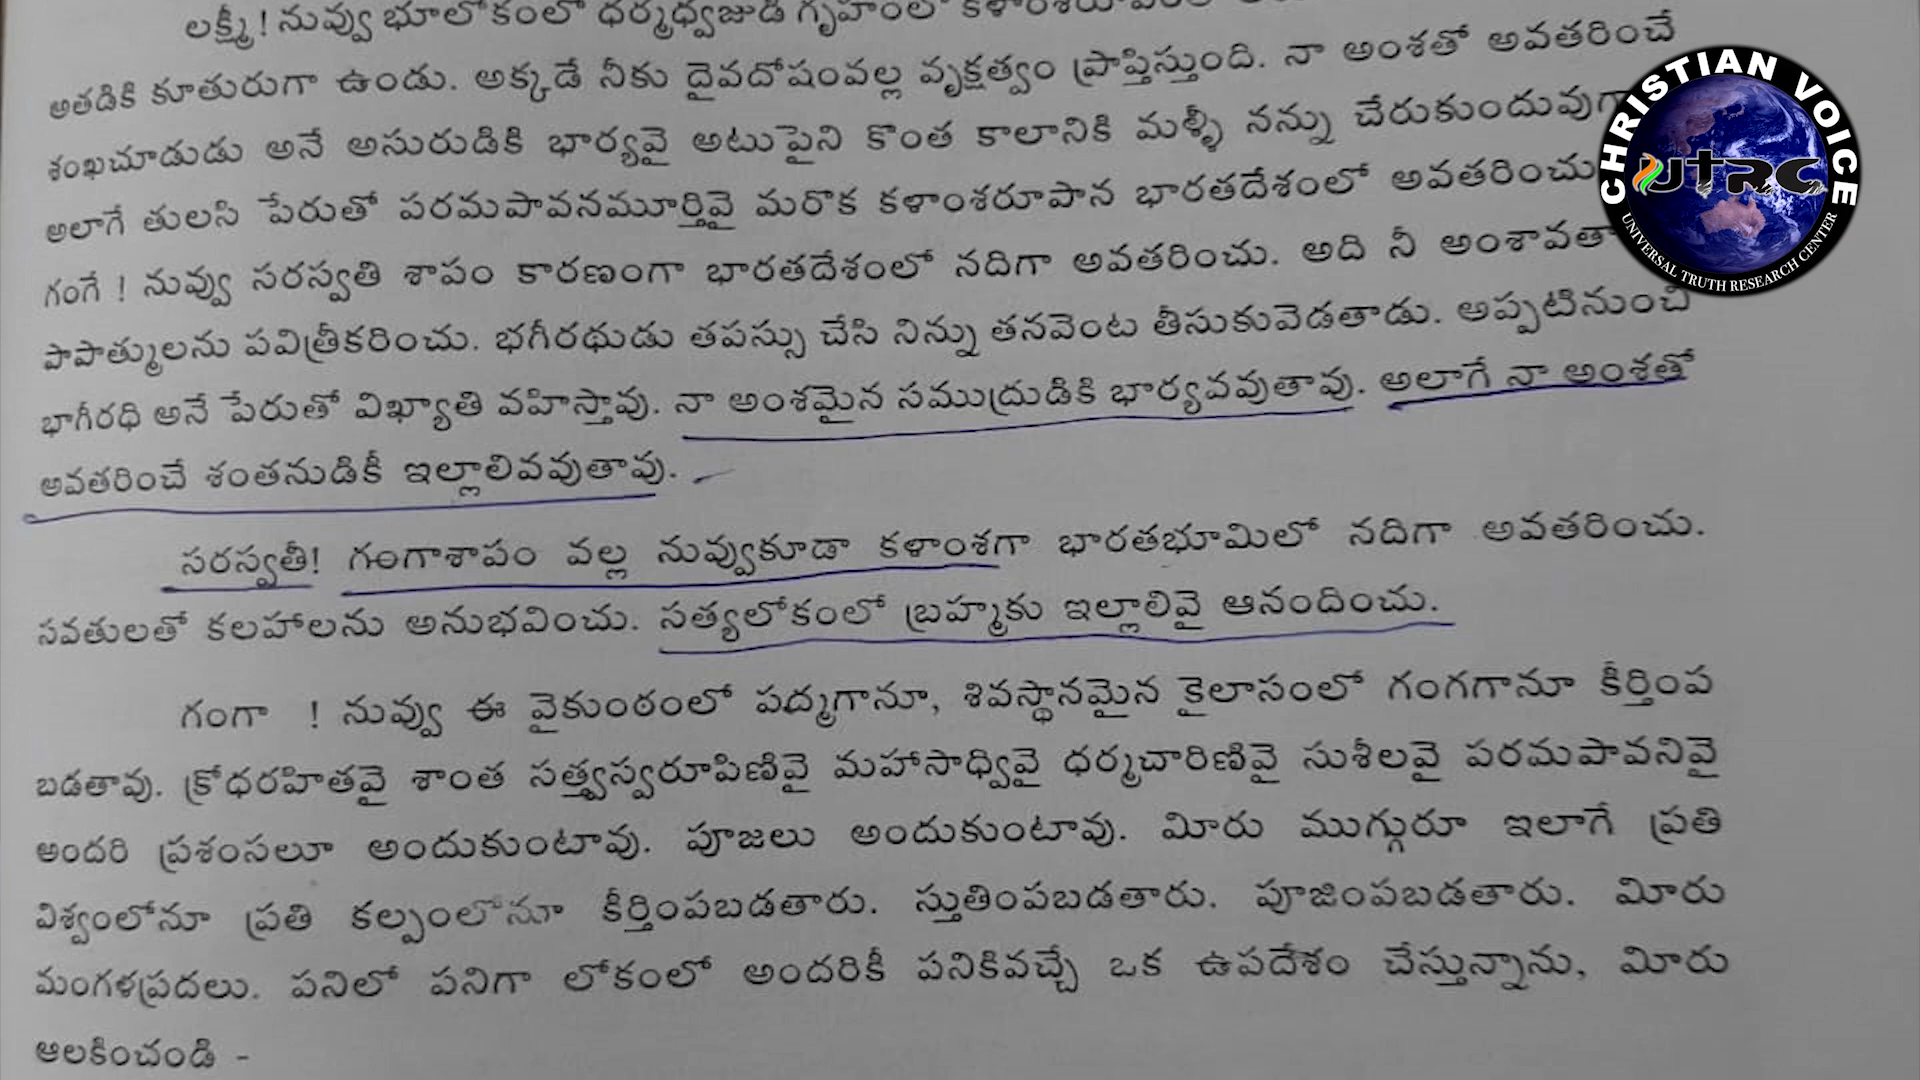 లక్ష్మీ! నువ్వు భూలోకంలో ధర్మధ్వజుడి గృహంలో
అతడికి కూతురుగా ఉండు. అక్కడే నీకు దైవదోషంవల్ల వృక్షత్వం ప్రాప్తిస్తుంది. నా అంశతో అవతరించే
శంఖచూడుడు అనే అసురుడికి భార్యవై అటుపైని కొంత కాలానికి మళ్ళీ నన్ను చేరుకుందువుగా
అలాగే తులసి పేరుతో పరమపావనమూర్తివై మరొక కళాంశరూపాన భారతదేశంలో అవతరించు
గంగే ! నువ్వు సరస్వతి శాపం కారణంగా భారతదేశంలో నదిగా అవతరించు. అది నీ
పాపాత్ములను పవిత్రీకరించు. భగీరథుడు తపస్సు చేసి నిన్ను తనవెంట తీసుకువెడతాడు. అప్పటినుంచి
భాగీరథి అనే పేరుతో విఖ్యాతి వహిస్తావు. నా అంశమైన సముద్రుడికి భార్యవవుతావు. అలాగే నా అంశతో
అవతరించే శంతనుడికీ ఇల్లాలివవుతావు.
సరస్వతీ! గంగాశాపం వల్ల నువ్వుకూడా కళాంశగా భారతభూమిలో నదిగా అవతరించు.
సవతులతో కలహాలను అనుభవించు. సత్యలోకంలో బ్రహ్మకు ఇల్లాలివై ఆనందించు.
గంగా ! నువ్వు ఈ వైకుంఠంలో పద్మగానూ, శివస్థానమైన కైలాసంలో గంగగానూ కీర్తింప
బడతావు. క్రోధరహితవై శాంత సత్త్వస్వరూపిణివై మహాసాధ్వివై ధర్మచారిణివై సుశీలవై పరమపావనివై
అందరి ప్రశంసలూ అందుకుంటావు. పూజలు అందుకుంటావు. మీరు ముగ్గురూ ఇలాగే ప్రతి
విశ్వంలోనూ ప్రతి కల్పంలోనూ కీర్తింపబడతారు. స్తుతింపబడతారు. పూజింపబడతారు. మీరు
మంగళప్రదలు. పనిలో పనిగా లోకంలో అందరికీ పనికివచ్చే ఒక ఉపదేశం చేస్తున్నాను, మీరు
ఆలకించండి -
CHRISTIAN VOICE
UTRC
UNIVERSAL TRUTH RESEARCH CENTER